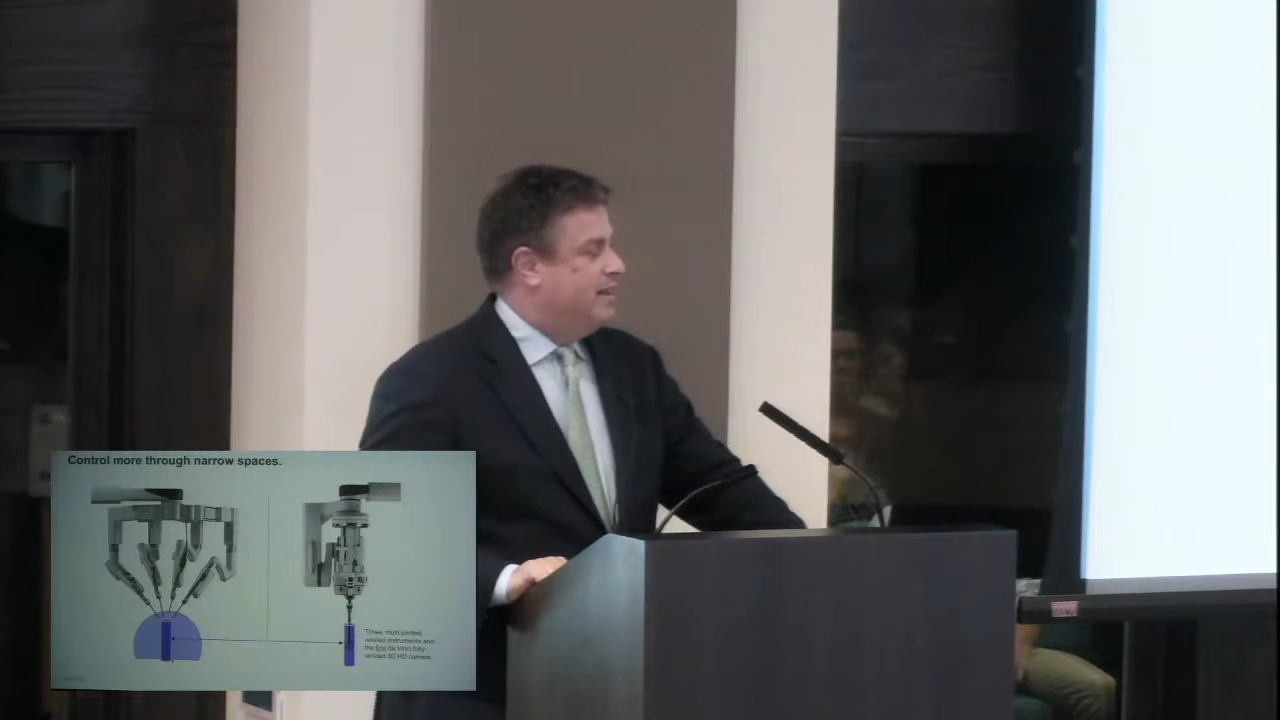 Control more through narrow spaces.
Three, multi-jointed,
wristed instruments and
the first da Vinci fully-
wristed 3D HD camera